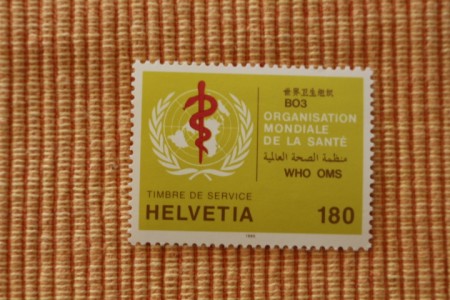 世界卫生组织
ВОЗ
ORGANISATION
MONDIALE
DE LA SANTÉ
منظمة الصحة العالمية
WHO OMS
TIMBRE DE SERVICE
HELVETIA 180